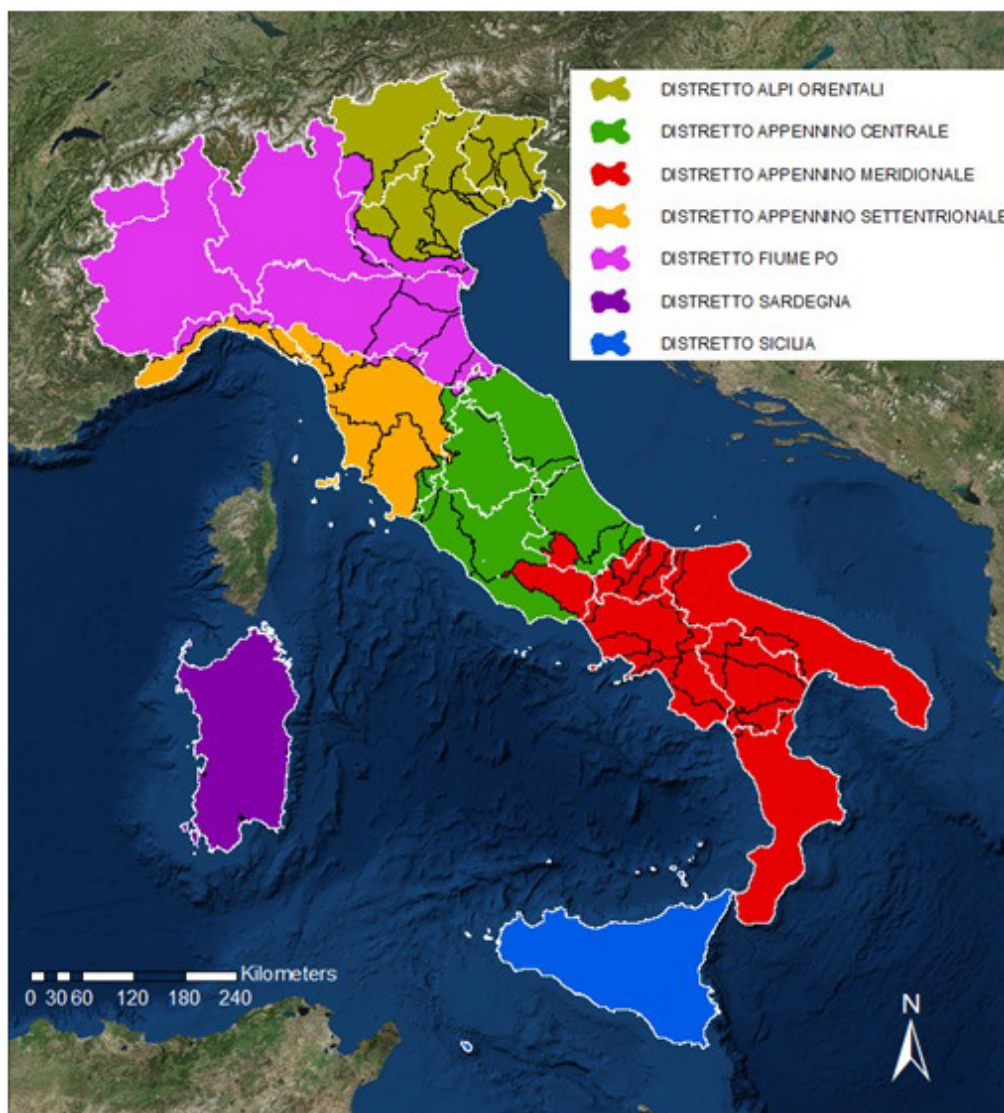 DISTRETTO ALPI ORIENTALI
DISTRETTO APPENNINO CENTRALE
DISTRETTO APPENNINO MERIDIONALE
DISTRETTO APPENNINO SETTENTRIONALE
DISTRETTO FIUME PO
DISTRETTO SARDEGNA
DISTRETTO SICILIA
Kilometers
0 30 60 120 180 240
N